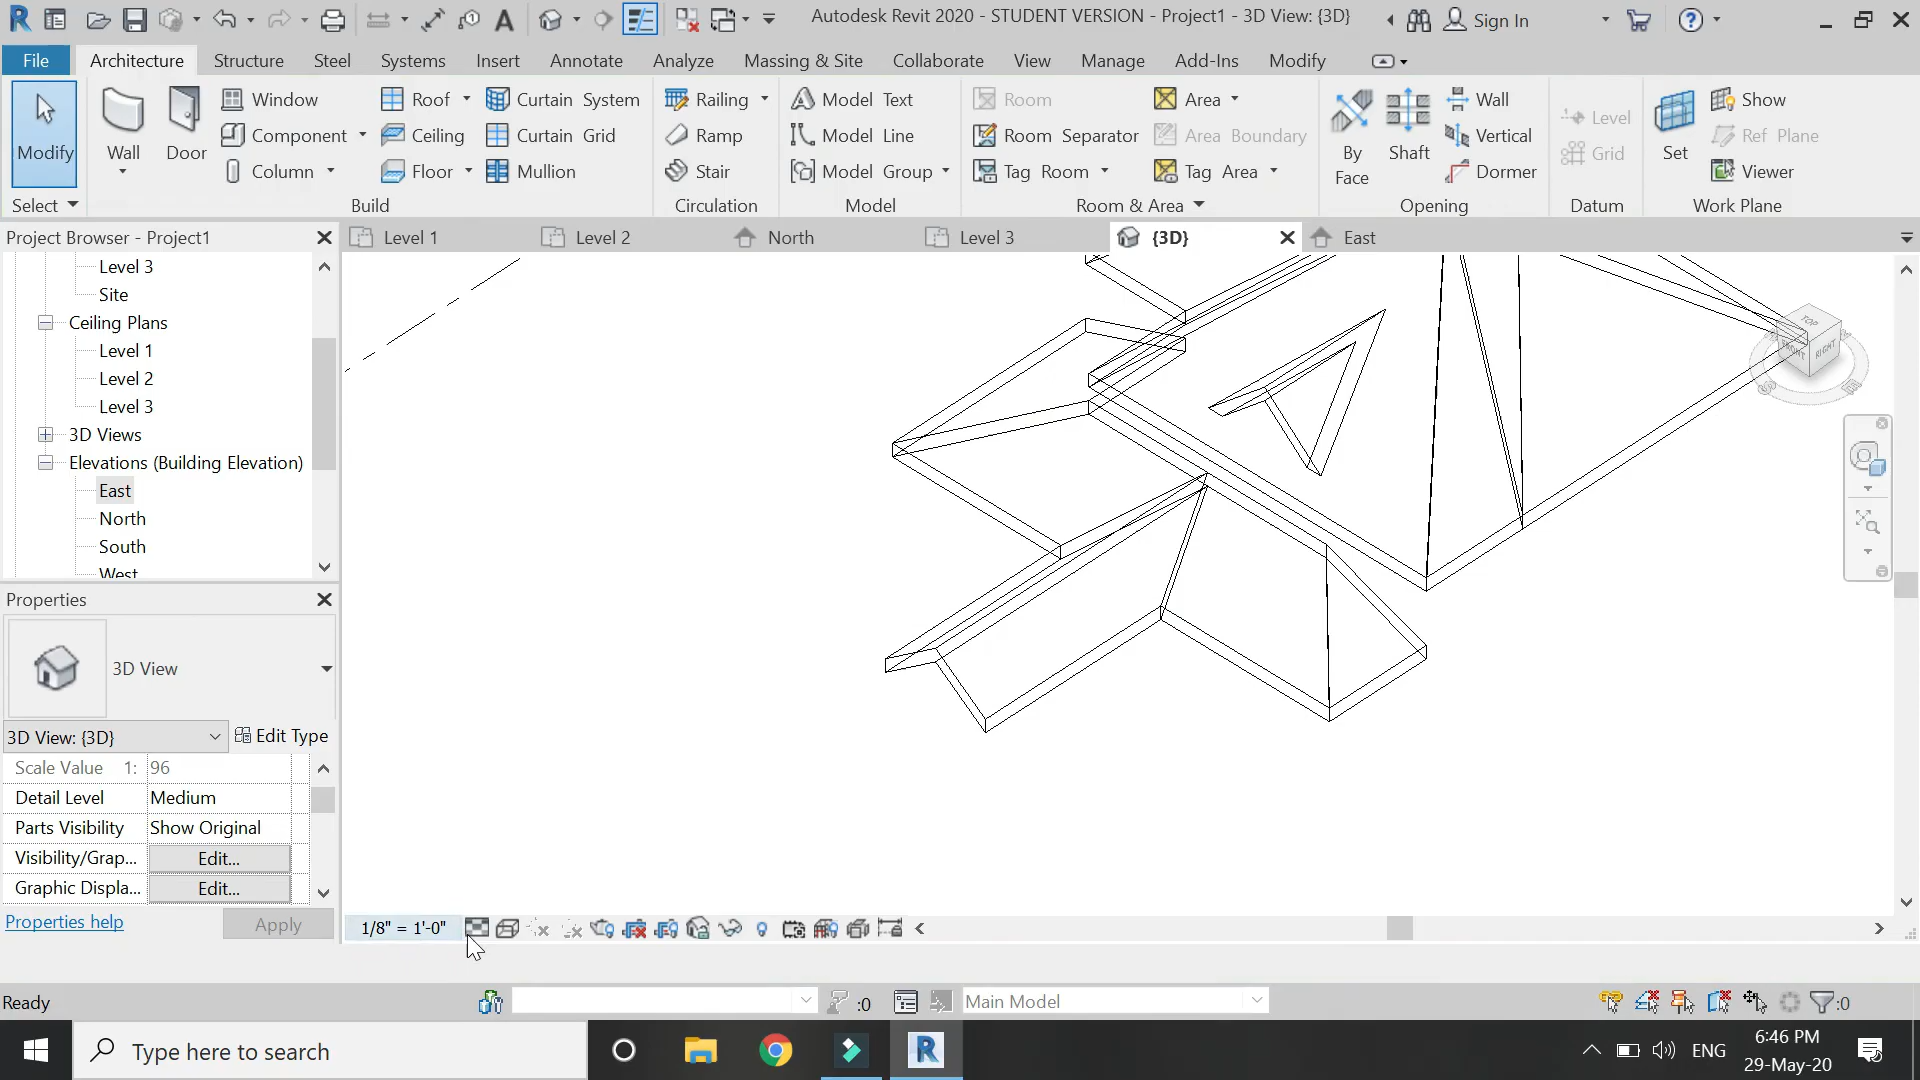 Autodesk Revit 2020 - STUDENT VERSION - Project1 - 3D View: {3D}
Sign In
File
Architecture
Structure
Steel
Systems
Insert
Annotate
Analyze
Massing & Site
Collaborate
View
Manage
Add-Ins
Modify
Modify
Wall
Door
Window
Component
Column
Roof
Ceiling
Floor
Curtain System
Curtain Grid
Mullion
Railing
Ramp
Stair
Model Text
Model Line
Model Group
Room
Room Separator
Tag Room
Area
Area Boundary
Tag Area
By
Face
Shaft
Wall
Vertical
Dormer
Level
Grid
Set
Show
Ref Plane
Viewer
Select
Build
Circulation
Model
Room & Area
Opening
Datum
Work Plane
Project Browser - Project1
Level 1
Level 2
North
Level 3
{3D}
East
Level 3
Site
Ceiling Plans
Level 1
Level 2
Level 3
3D Views
Elevations (Building Elevation)
East
North
South
West
TOP
FRONT
RIGHT
S
E
Properties
3D View
3D View: {3D}
Edit Type
Scale Value 1:
96
Detail Level
Medium
Parts Visibility
Show Original
Visibility/Grap...
Edit...
Graphic Displa...
Edit...
Properties help
Apply
1/8" = 1'-0"
Ready
:0
Main Model
:0
Type here to search
ENG
6:46 PM
29-May-20